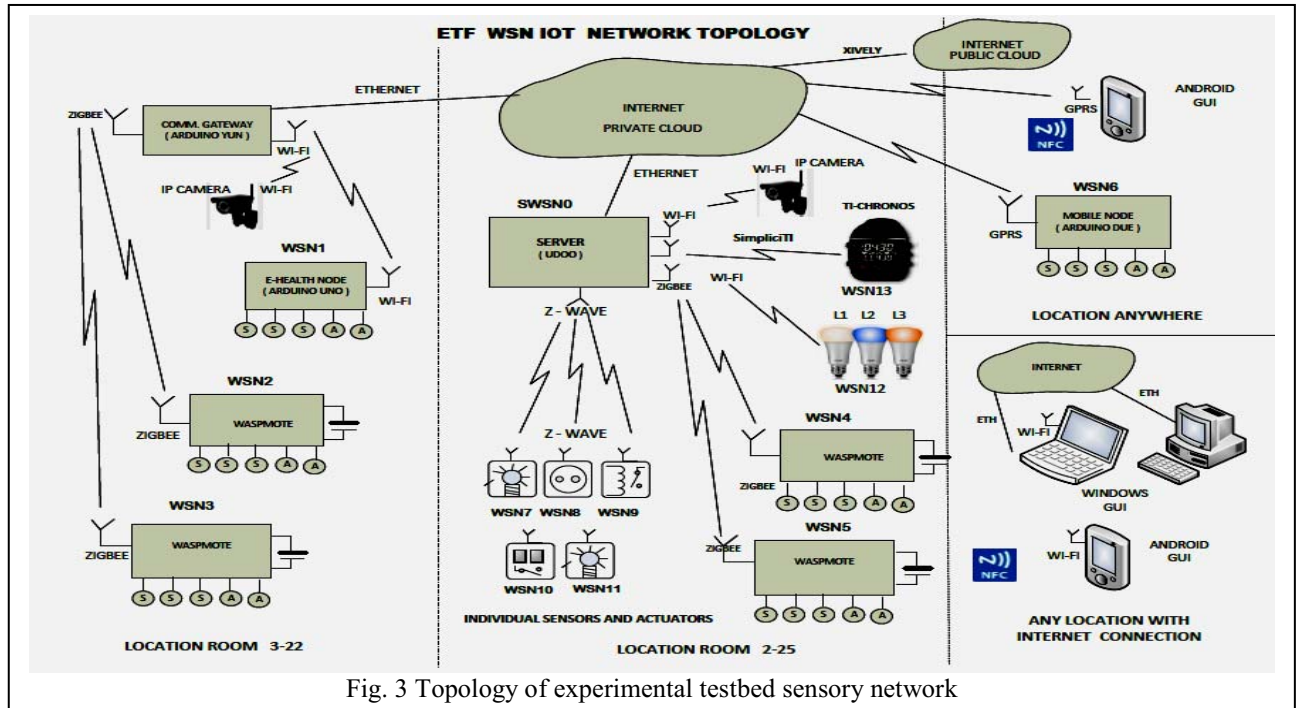 ETF WSN IOT NETWORK TOPOLOGY
ETHERNET
ZIGBEE
COMM. GATEWAY
( ARDUINO YUN )
WI-FI
IP CAMERA
WI-FI
WSN1
E-HEALTH NODE
( ARDUINO UNO )
WI-FI
S S S A A
WSN2
WASPMOTE
ZIGBEE
S S S A A
WSN3
WASPMOTE
ZIGBEE
S S S A A
LOCATION ROOM 3-22
INTERNET
PRIVATE CLOUD
XIVELY
ETHERNET
SWSN0
SERVER
( UDOO )
WI-FI
WI-FI
IP CAMERA
TI-CHRONOS
SimpliciTI
ZIGBEE
WI-FI
WSN13
L1 L2 L3
WSN12
Z - WAVE
Z - WAVE
WSN7 WSN8 WSN9
WSN10 WSN11
INDIVIDUAL SENSORS AND ACTUATORS
WSN4
WASPMOTE
ZIGBEE
S S S A A
WSN5
WASPMOTE
ZIGBEE
S S S A A
LOCATION ROOM 2-25
INTERNET
PUBLIC CLOUD
ANDROID
GUI
GPRS
NFC
WSN6
MOBILE NODE
( ARDUINO DUE )
GPRS
S S S A A
LOCATION ANYWHERE
INTERNET
ETH
ETH
WI-FI
WINDOWS
GUI
WI-FI
ANDROID
GUI
NFC
ANY LOCATION WITH
INTERNET CONNECTION
Fig. 3 Topology of experimental testbed sensory network